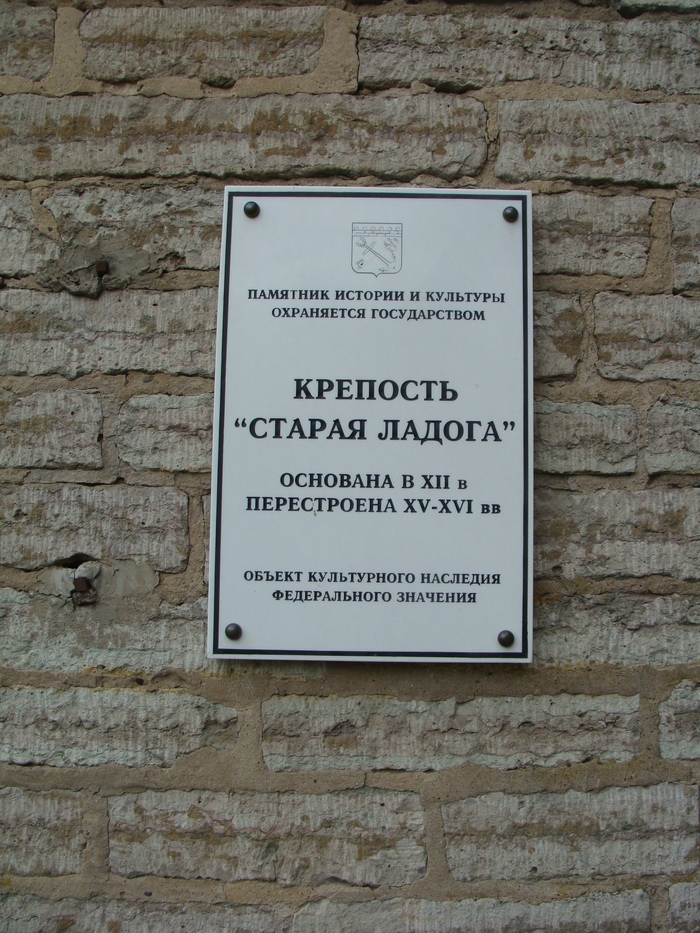 ПАМЯТНИК ИСТОРИИ И КУЛЬТУРЫ
ОХРАНЯЕТСЯ ГОСУДАРСТВОМ
КРЕПОСТЬ
“СТАРАЯ ЛАДОГА”
ОСНОВАНА В XII в
ПЕРЕСТРОЕНА XV-XVI вв
ОБЪЕКТ КУЛЬТУРНОГО НАСЛЕДИЯ
ФЕДЕРАЛЬНОГО ЗНАЧЕНИЯ